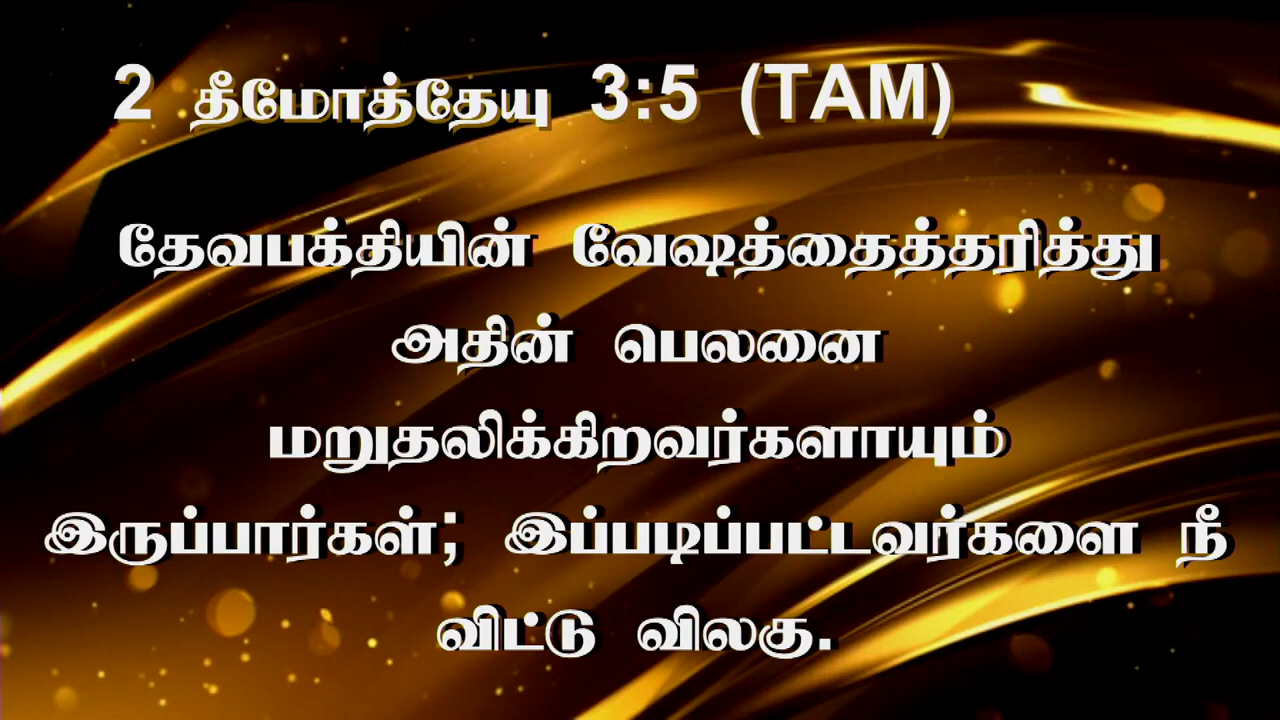 2 தீமோத்தேயு 3:5 (TAM)
தேவபக்தியின் வேஷத்தைத்தரித்து
அதின் பெலனை
மறுதலிக்கிறவர்களாயும்
இருப்பார்கள்; இப்படிப்பட்டவர்களை நீ
விட்டு விலகு.